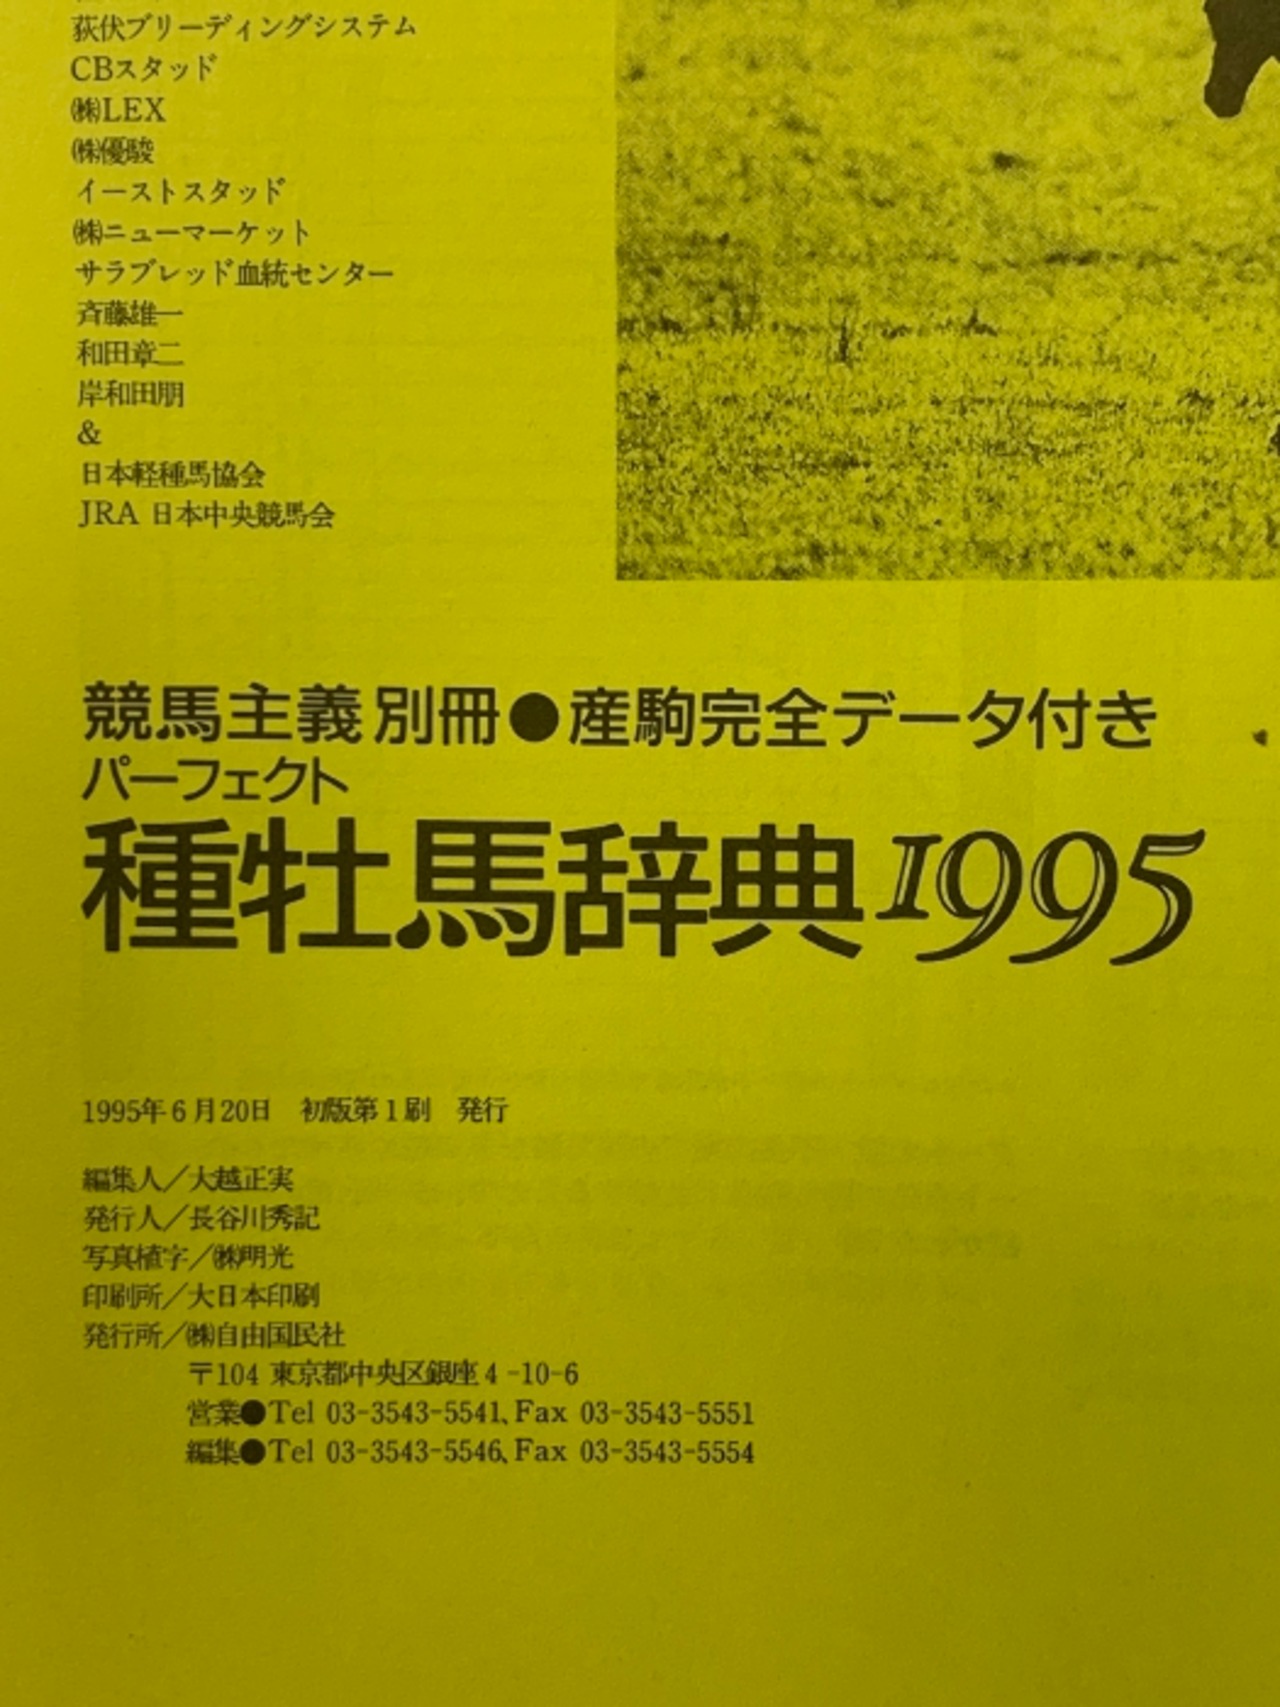 荻伏ブリーディングシステム
CBスタッド
㈱LEX
㈱優駿
イーストスタッド
㈱ニューマーケット
サラブレッド血統センター
斉藤雄一
和田章二
岸和田朋
&
日本軽種馬協会
JRA 日本中央競馬会
競馬主義別冊●産駒完全データ付き
パーフェクト
種牡馬辞典1995
1995年6月20日　初版第1刷　発行
編集人／大越正実
発行人／長谷川秀記
写真植字／㈱明光
印刷所／大日本印刷
発行所／㈱自由国民社
〒104 東京都中央区銀座4-10-6
営業●Tel 03-3543-5541、Fax 03-3543-5551
編集●Tel 03-3543-5546、Fax 03-3543-5554